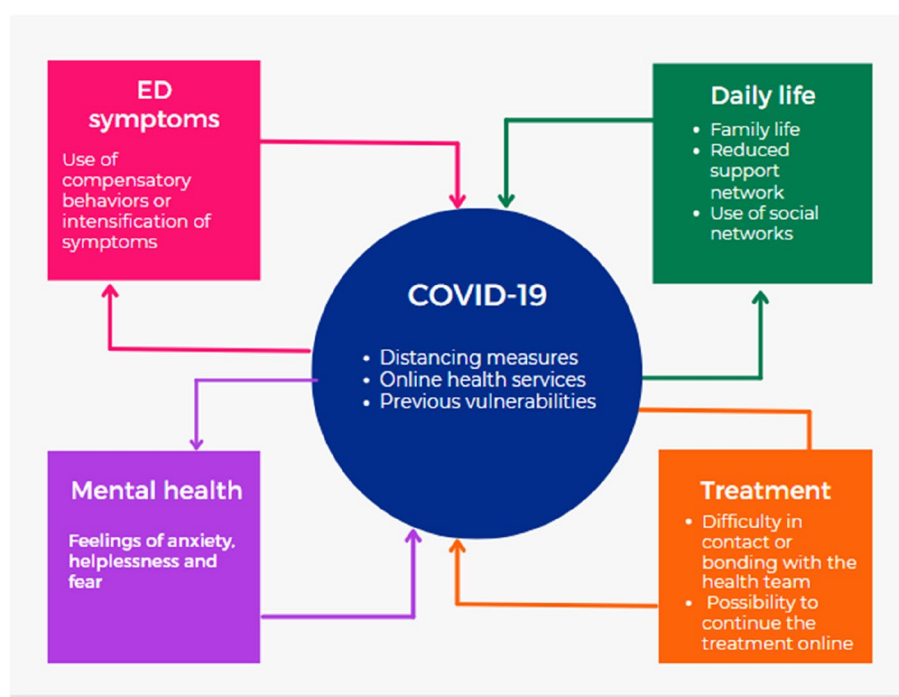 ED
symptoms
Use of
compensatory
behaviors or
intensification of
symptoms
Daily life
• Family life
• Reduced
support
network
• Use of social
networks
COVID-19
• Distancing measures
• Online health services
• Previous vulnerabilities
Mental health
Feelings of anxiety,
helplessness and
fear
Treatment
• Difficulty in
contact or
bonding with the
health team
• Possibility to
continue the
treatment online